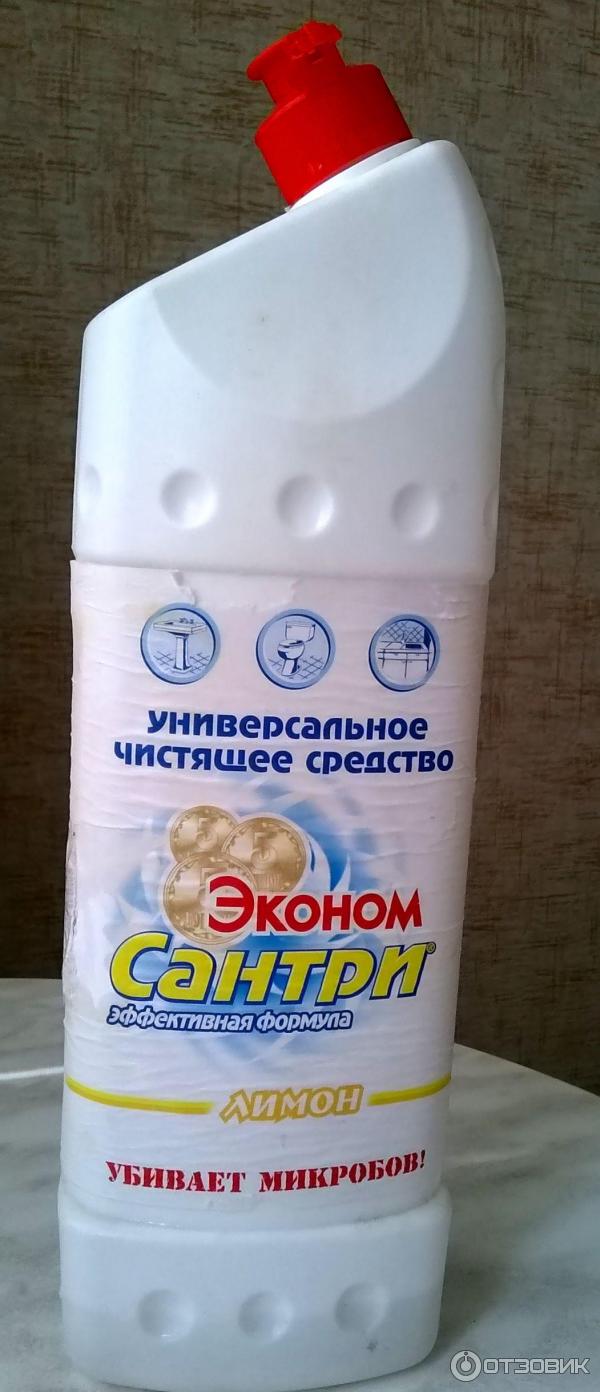 УНИВЕРСАЛЬНОЕ
ЧИСТЯЩЕЕ СРЕДСТВО
ЭКОНОМ
САНТРИ®
ЭФФЕКТИВНАЯ ФОРМУЛА
ЛИМОН
УБИВАЕТ МИКРОБОВ!
ОТЗОВИК